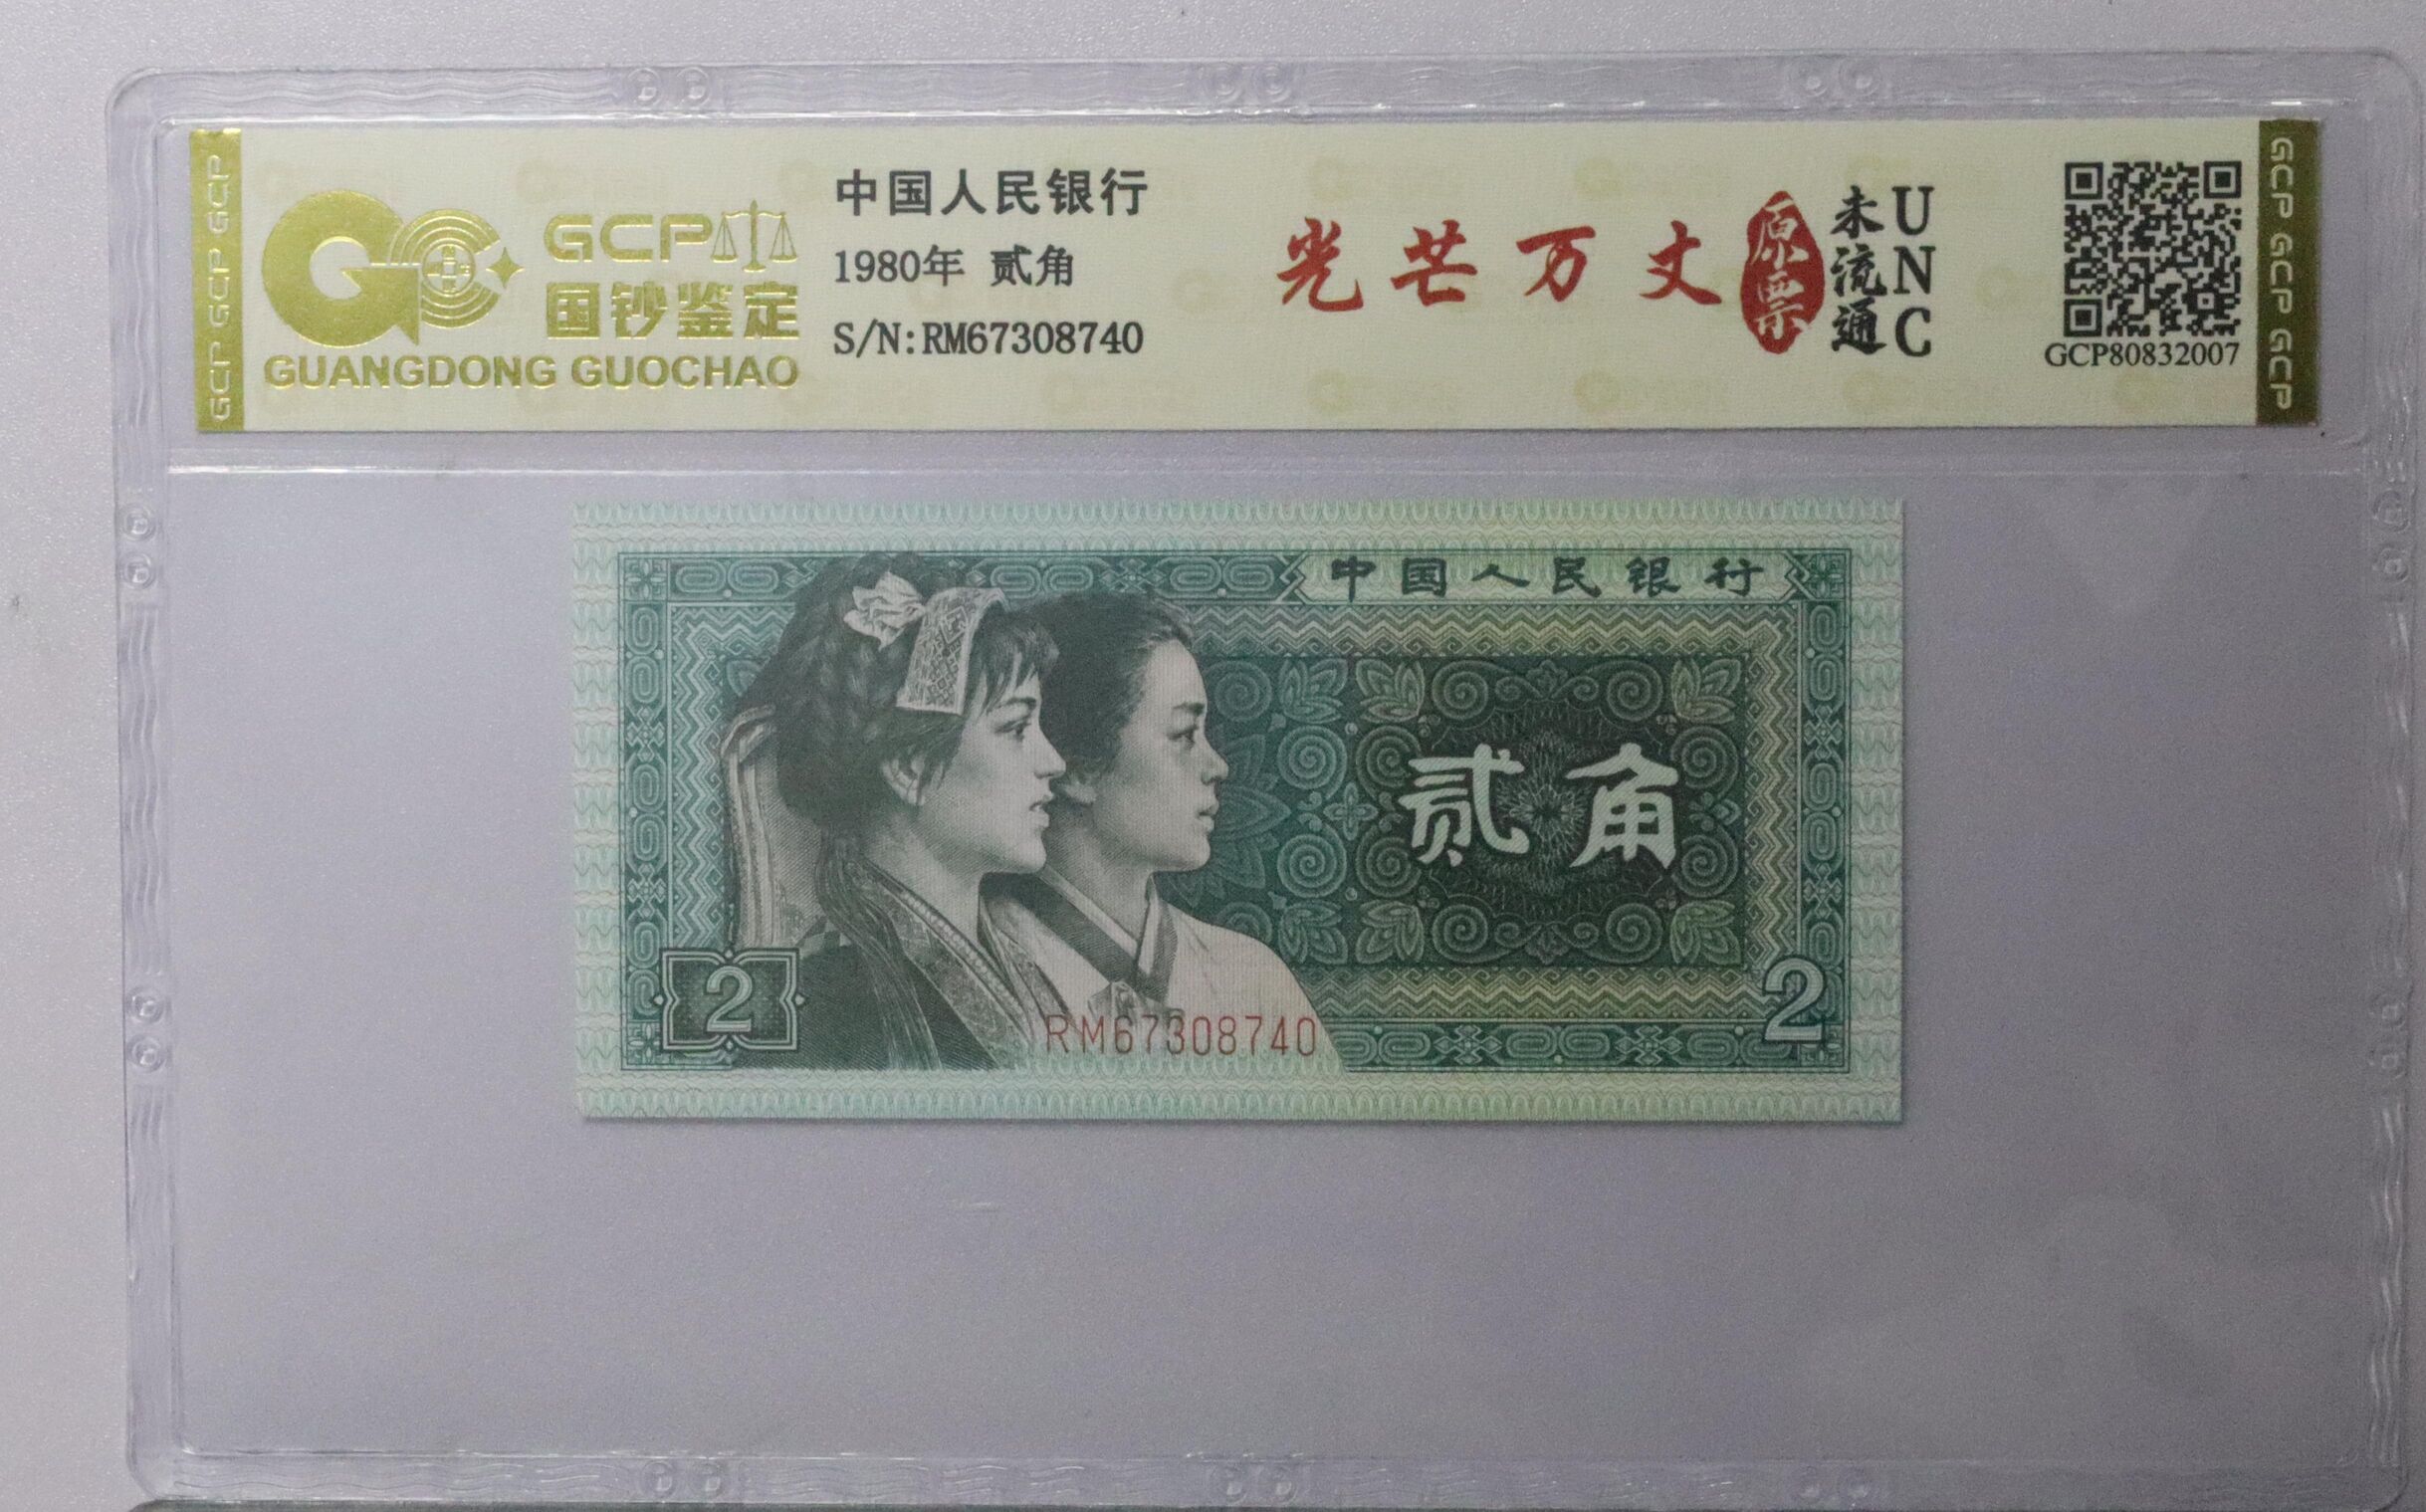 GCP GCP GCP
GCP
国钞鉴定
GUANGDONG GUOCHAO
中国人民银行
1980年 贰角
S/N:RM67308740
光芒万丈
原票
未流通
UNC
GCP80832007
GCP GCP GCP
中国人民银行
贰角
2
RM67308740
2